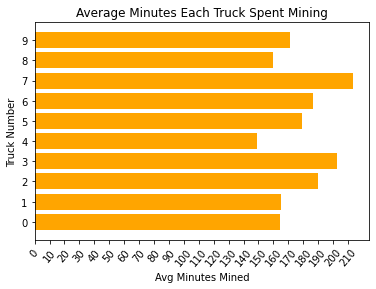 Average Minutes Each Truck Spent Mining
9
8
7
6
5
4
3
2
1
0
Truck Number
0 10 20 30 40 50 60 70 80 90 100 110 120 130 140 150 160 170 180 190 200 210
Avg Minutes Mined